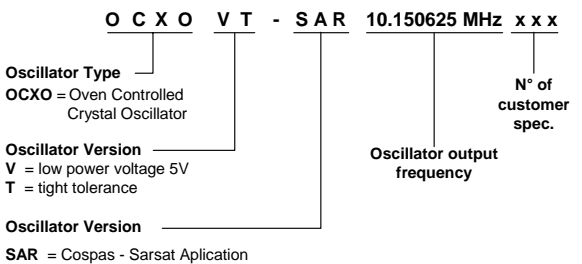 O C X O V T - S A R 10.150625 MHz x x x
Oscillator Type
OCXO = Oven Controlled
Crystal Oscillator
N° of
customer
spec.
Oscillator Version
V = low power voltage 5V
T = tight tolerance
Oscillator output
frequency
Oscillator Version
SAR = Cospas - Sarsat Aplication